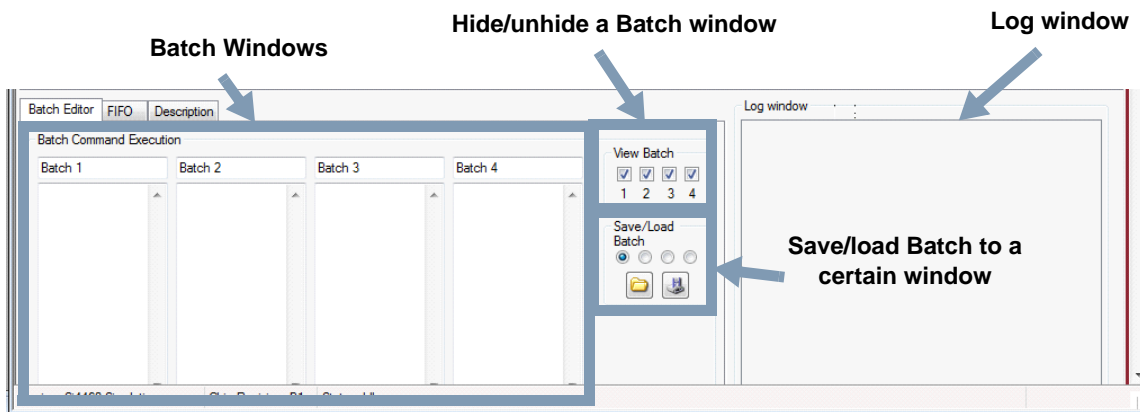 Hide/unhide a Batch window
Log window
Batch Windows
Batch Editor FIFO Description
Log window
Batch Command Execution
Batch 1 Batch 2 Batch 3 Batch 4
View Batch
1 2 3 4
Save/Load
Batch
Save/load Batch to a
certain window